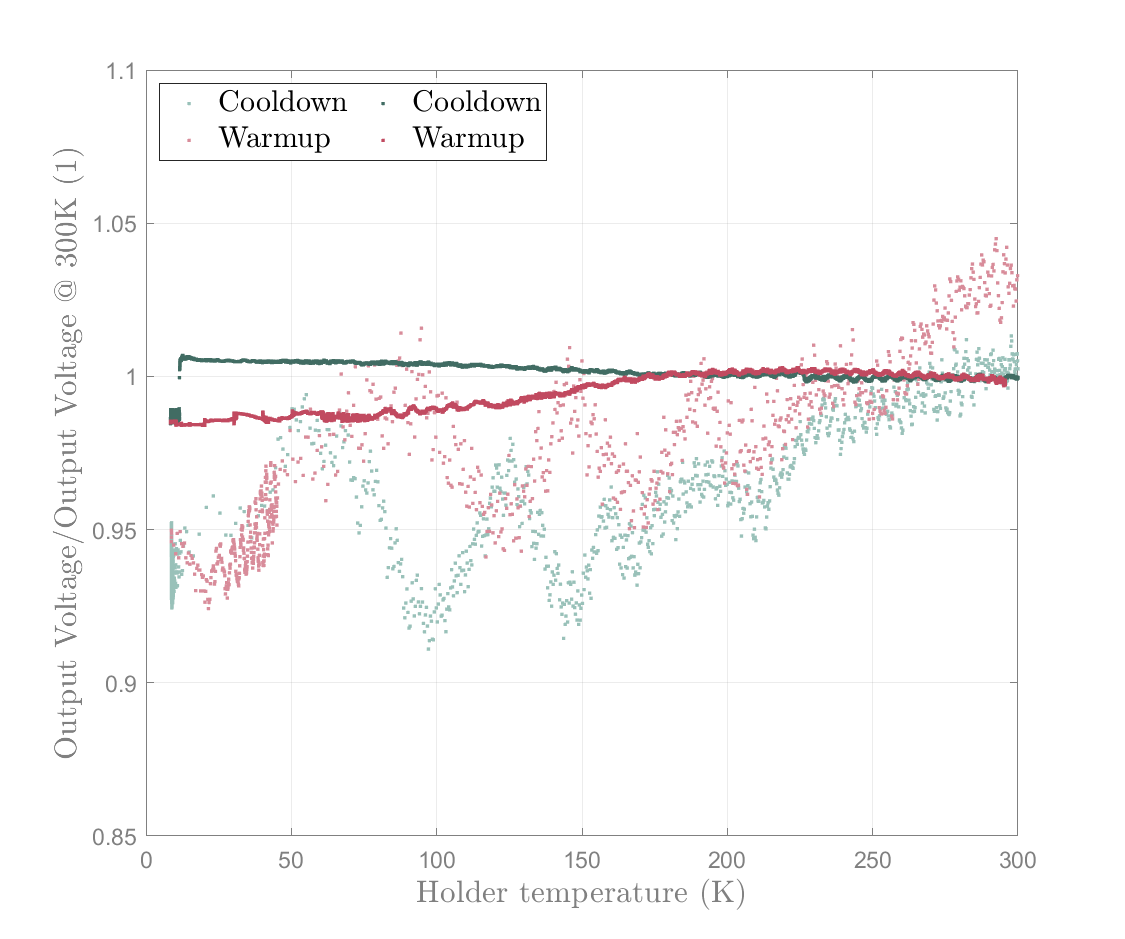 1.1
1.05
1
0.95
0.9
0.85
Output Voltage/Output Voltage @ 300K (1)
Cooldown Cooldown
Warmup Warmup
0 50 100 150 200 250 300
Holder temperature (K)